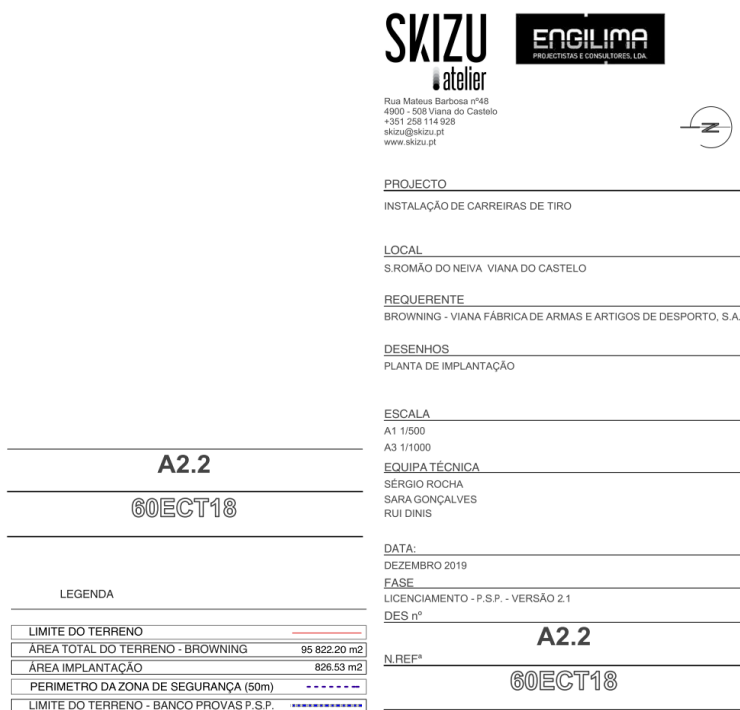 SKIZU
atelier
ENGILIMA
PROJECTISTAS E CONSULTORES, LDA.
Rua Mateus Barbosa nº48
4900 - 508 Viana do Castelo
+351 258 114 928
skizu@skizu.pt
www.skizu.pt
N
PROJECTO
INSTALAÇÃO DE CARREIRAS DE TIRO
LOCAL
S.ROMÃO DO NEIVA VIANA DO CASTELO
REQUERENTE
BROWNING - VIANA FÁBRICA DE ARMAS E ARTIGOS DE DESPORTO, S.A.
DESENHOS
PLANTA DE IMPLANTAÇÃO
ESCALA
A1 1/500
A3 1/1000
EQUIPA TÉCNICA
SÉRGIO ROCHA
SARA GONÇALVES
RUI DINIS
DATA:
DEZEMBRO 2019
FASE
LICENCIAMENTO - P.S.P. - VERSÃO 2.1
DES nº
A2.2
N.REFª
60ECT18
A2.2
60ECT18
LEGENDA
LIMITE DO TERRENO
ÁREA TOTAL DO TERRENO - BROWNING 95 822.20 m2
ÁREA IMPLANTAÇÃO 826.53 m2
PERIMETRO DA ZONA DE SEGURANÇA (50m)
LIMITE DO TERRENO - BANCO PROVAS P.S.P.